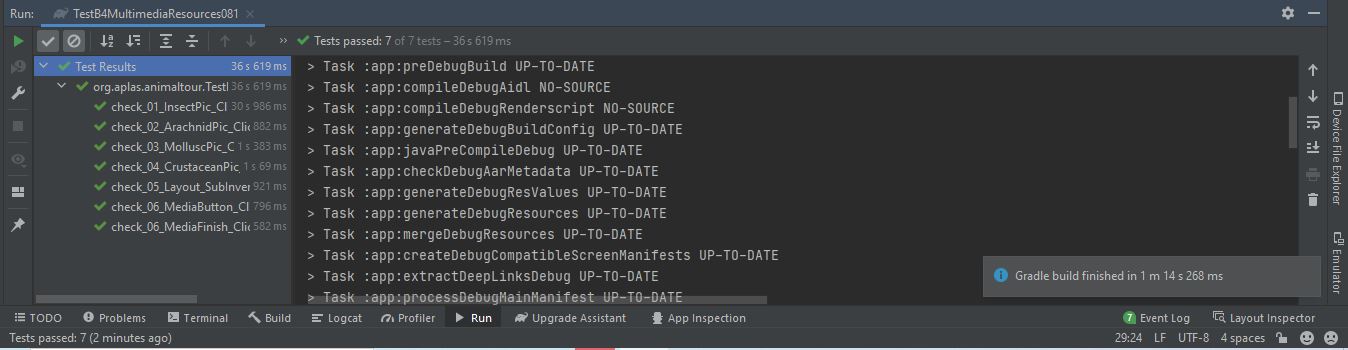 Run: TestB4MultimediaResources081
Tests passed: 7 of 7 tests – 36 s 619 ms
Test Results 36 s 619 ms
org.aplas.animaltour.Test 36 s 619 ms
check_01_InsectPic_Cl 30 s 986 ms
check_02_ArachnidPic_Clic 882 ms
check_03_MolluscPic_C 1 s 383 ms
check_04_CrustaceanPic_ 1 s 69 ms
check_05_Layout_SubInver 921 ms
check_06_MediaButton_Cl 796 ms
check_06_MediaFinish_Clic 582 ms
> Task :app:preDebugBuild UP-TO-DATE
> Task :app:compileDebugAidl NO-SOURCE
> Task :app:compileDebugRenderscript NO-SOURCE
> Task :app:generateDebugBuildConfig UP-TO-DATE
> Task :app:javaPreCompileDebug UP-TO-DATE
> Task :app:checkDebugAarMetadata UP-TO-DATE
> Task :app:generateDebugResValues UP-TO-DATE
> Task :app:generateDebugResources UP-TO-DATE
> Task :app:mergeDebugResources UP-TO-DATE
> Task :app:createDebugCompatibleScreenManifests UP-TO-DATE
> Task :app:extractDeepLinksDebug UP-TO-DATE
> Task :app:processDebugMainManifest UP-TO-DATE
Gradle build finished in 1 m 14 s 268 ms
Device File Explorer
Emulator
TODO Problems Terminal Build Logcat Profiler Run Upgrade Assistant App Inspection 7 Event Log Layout Inspector
Tests passed: 7 (2 minutes ago) 29:24 LF UTF-8 4 spaces